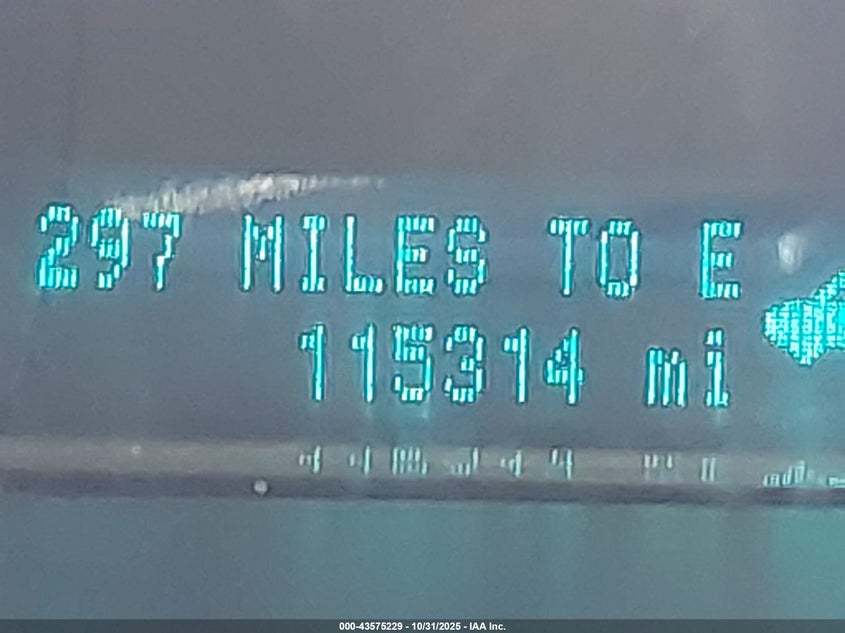 297 MILES TO E
115314 mi
000-43575229 - 10/31/2025 - IAA Inc.